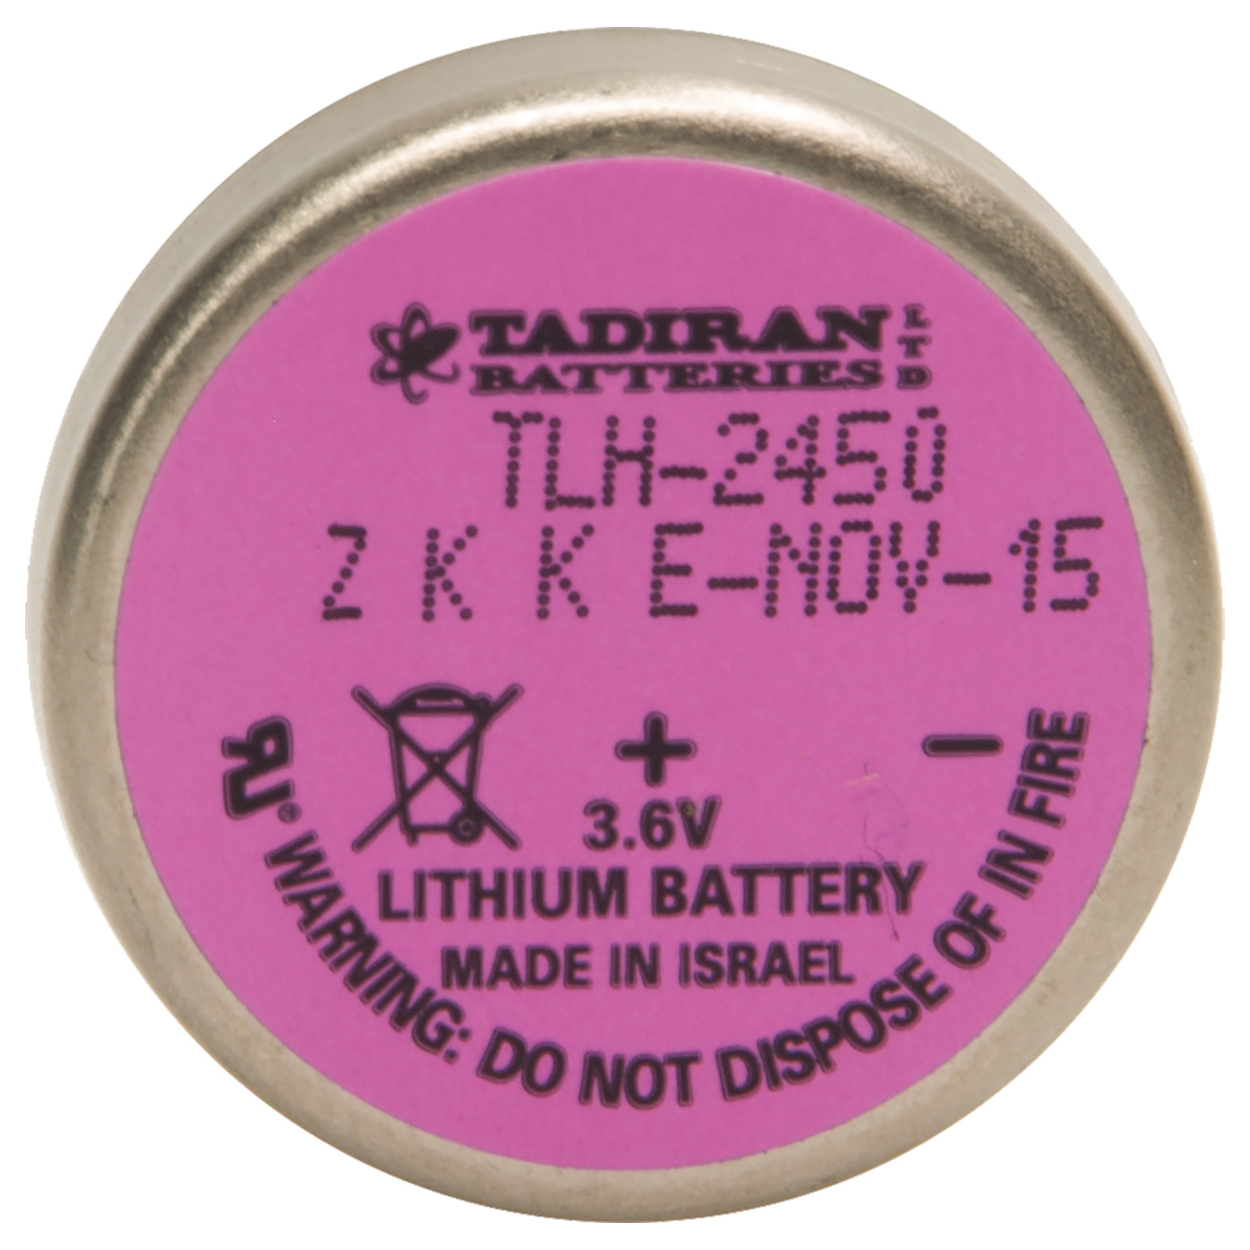 TADIRAN LTD
BATTERIES
TLH-2450
Z K K E-NOV-15
+ -
3.6V
LITHIUM BATTERY
MADE IN ISRAEL
WARNING: DO NOT DISPOSE OF IN FIRE